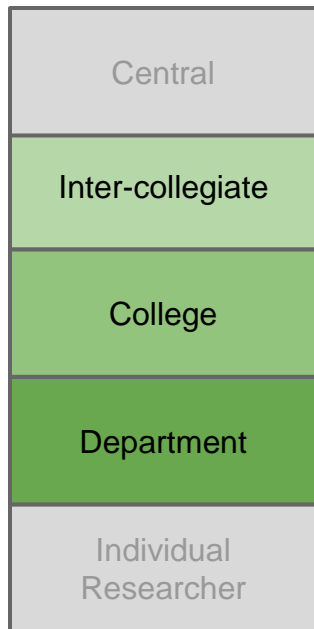 Central
Inter-collegiate
College
Department
Individual
Researcher